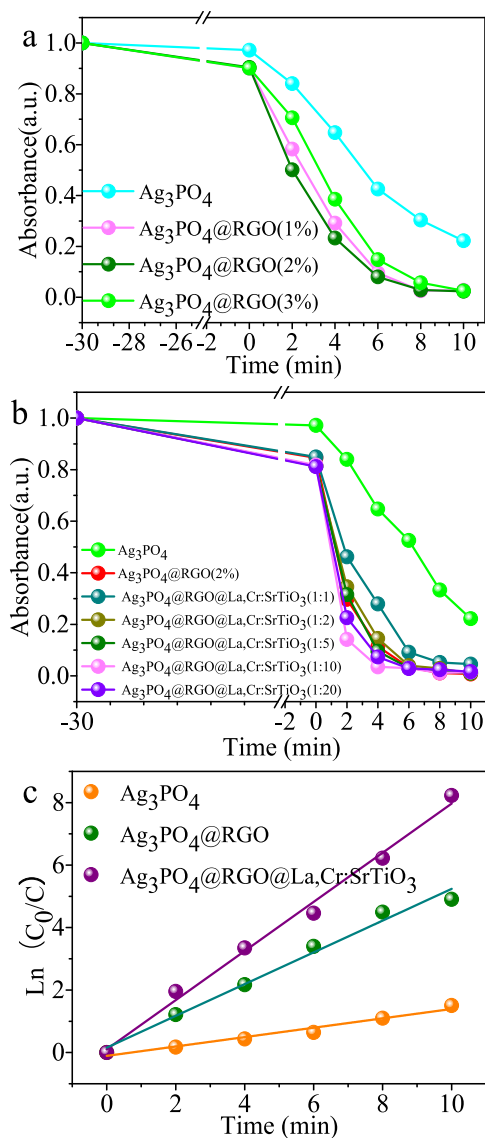 a
Absorbance(a.u.)
1.0
0.8
0.6
0.4
0.2
0.0
Ag3PO4
Ag3PO4@RGO(1%)
Ag3PO4@RGO(2%)
Ag3PO4@RGO(3%)
-30 -28 -26 -2 0 2 4 6 8 10
Time (min)
b
Absorbance(a.u.)
1.0
0.8
0.6
0.4
0.2
0.0
Ag3PO4
Ag3PO4@RGO(2%)
Ag3PO4@RGO@La,Cr:SrTiO3(1:1)
Ag3PO4@RGO@La,Cr:SrTiO3(1:2)
Ag3PO4@RGO@La,Cr:SrTiO3(1:5)
Ag3PO4@RGO@La,Cr:SrTiO3(1:10)
Ag3PO4@RGO@La,Cr:SrTiO3(1:20)
-30 -2 0 2 4 6 8 10
Time (min)
c
Ln (C0/C)
8
6
4
2
0
Ag3PO4
Ag3PO4@RGO
Ag3PO4@RGO@La,Cr:SrTiO3
0 2 4 6 8 10
Time (min)